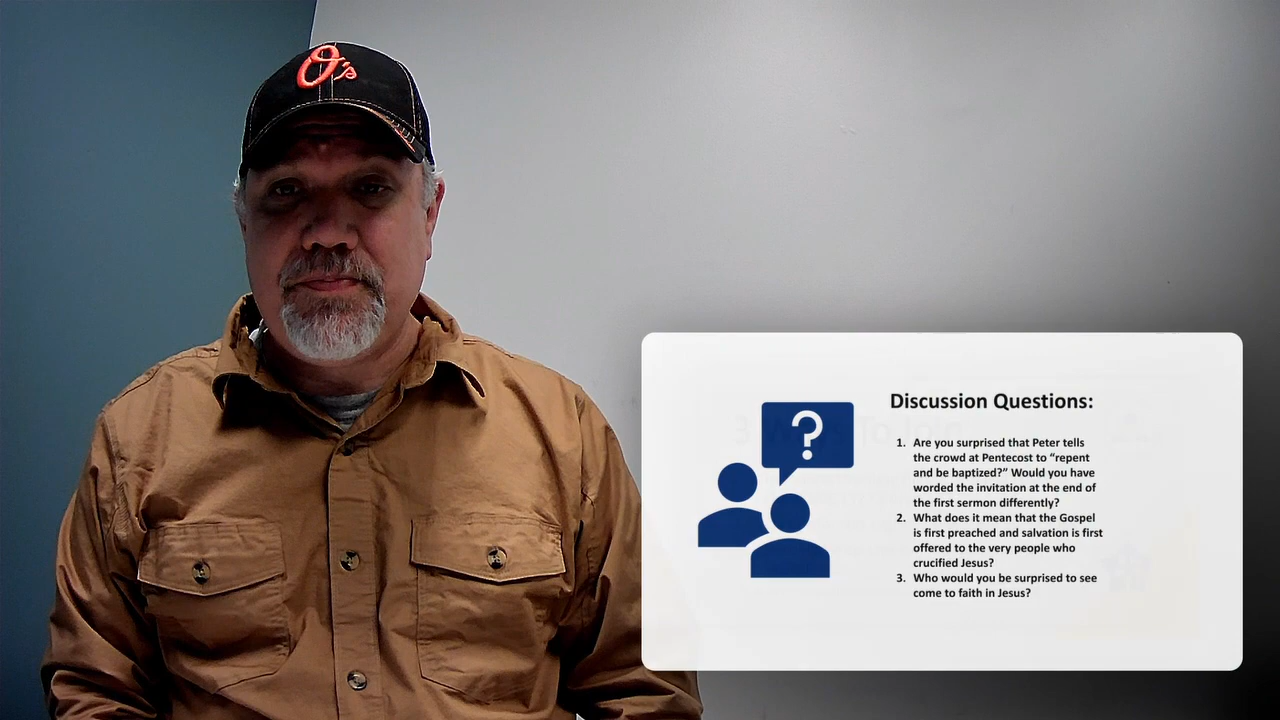 O's
?
Discussion Questions:
1. Are you surprised that Peter tells
the crowd at Pentecost to “repent
and be baptized?” Would you have
worded the invitation at the end of
the first sermon differently?
2. What does it mean that the Gospel
is first preached and salvation is first
offered to the very people who
crucified Jesus?
3. Who would you be surprised to see
come to faith in Jesus?